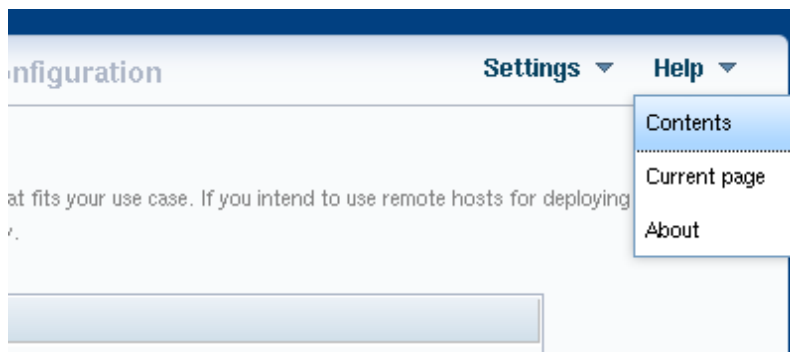 onfiguration
Settings Help
Contents
Current page
About
at fits your use case. If you intend to use remote hosts for deploying